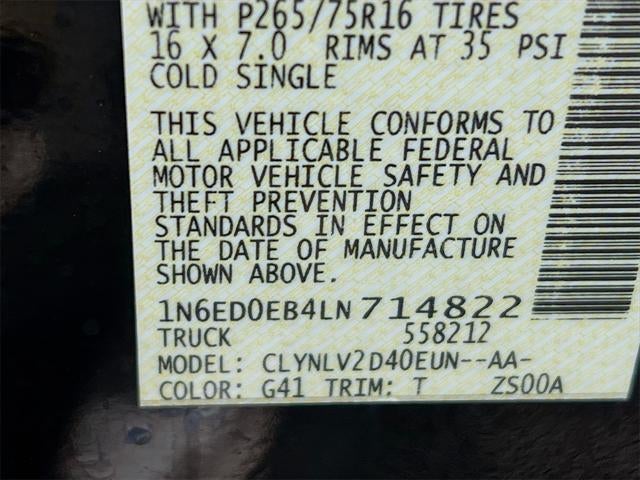 WITH P265/75R16 TIRES
16 X 7.0 RIMS AT 35 PSI
COLD SINGLE
THIS VEHICLE CONFORMS TO
ALL APPLICABLE FEDERAL
MOTOR VEHICLE SAFETY AND
THEFT PREVENTION
STANDARDS IN EFFECT ON
THE DATE OF MANUFACTURE
SHOWN ABOVE.
1N6ED0EB4LN714822
TRUCK 558212
MODEL: CLYNLV2D40EUN--AA-
COLOR: G41 TRIM: T ZS00A